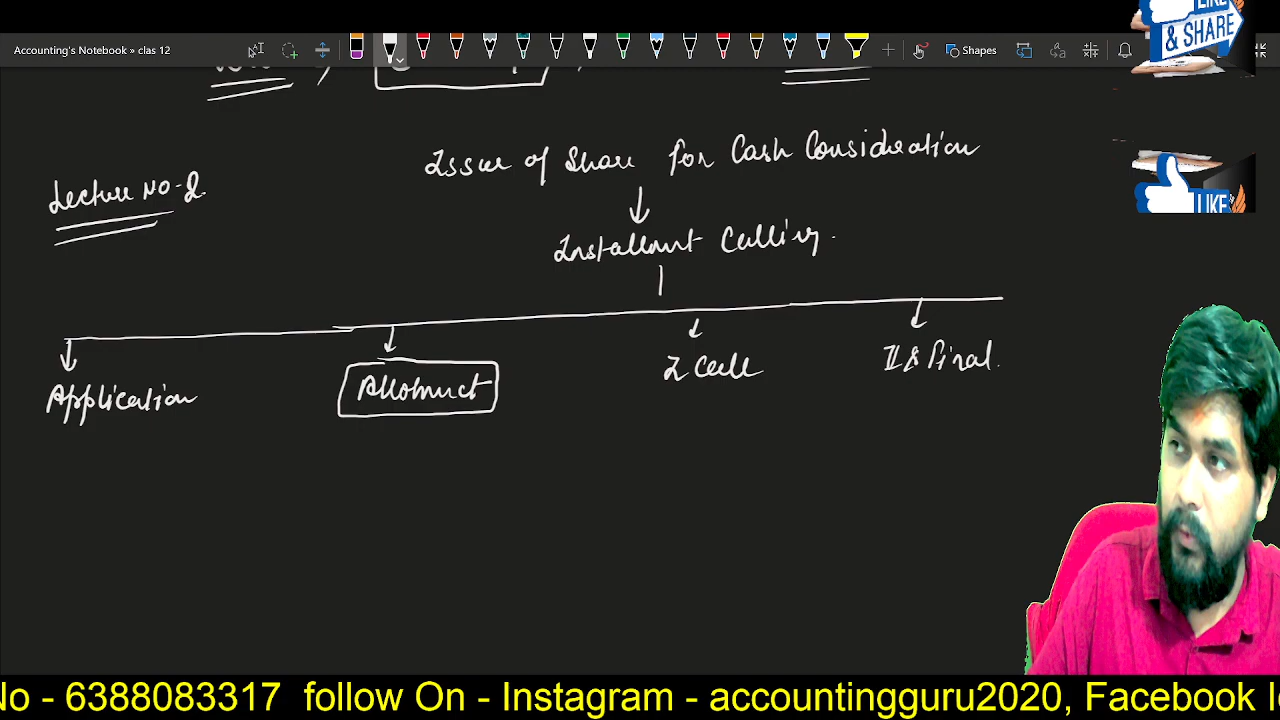 Accounting's Notebook » clas 12
Shapes
LIKE
& SHARE
Issue of Share for Cash Consideration
Lecture No-2.
LIKE
Installment Calling.
Application
Allotment
I Call
II & Final.
No - 6388083317 follow On - Instagram - accountingguru2020, Facebook I